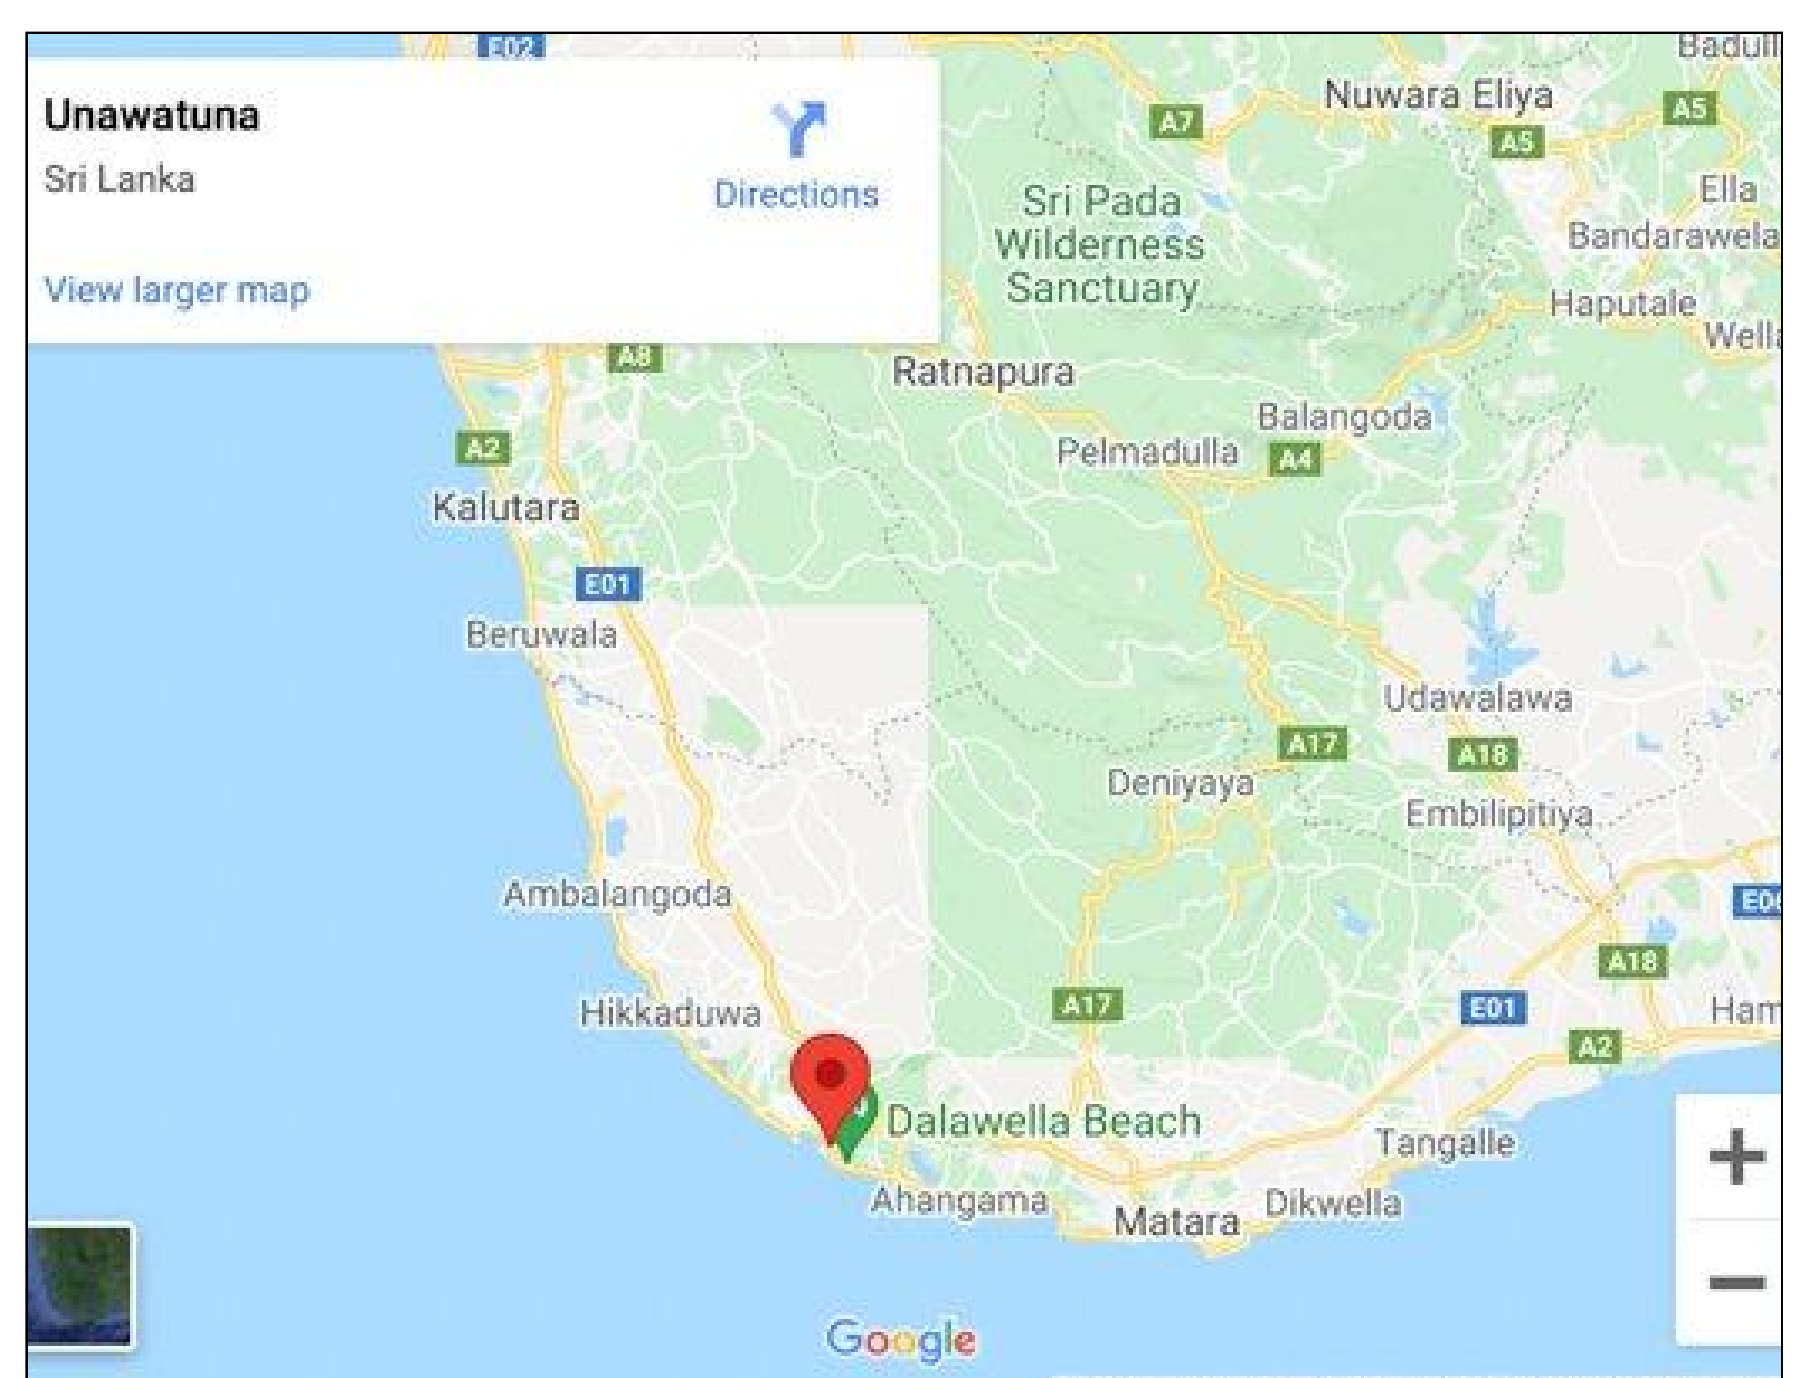 E02
Unawatuna
Sri Lanka
Directions
View larger map
Nuwara Eliya
A7
A5
A5
Ella
Sri Pada
Wilderness
Sanctuary
Bandarawela
Haputale
A8
Ratnapura
Balangoda
A2
Pelmadulla
A4
Kalutara
E01
Beruwala
Udawalawa
A17
A18
Deniyaya
Embilipitiya
Ambalangoda
A18
A17
E01
Hikkaduwa
Ham
A2
Dalawella Beach
Tangalle
Ahangama
Dikwella
Matara
Google